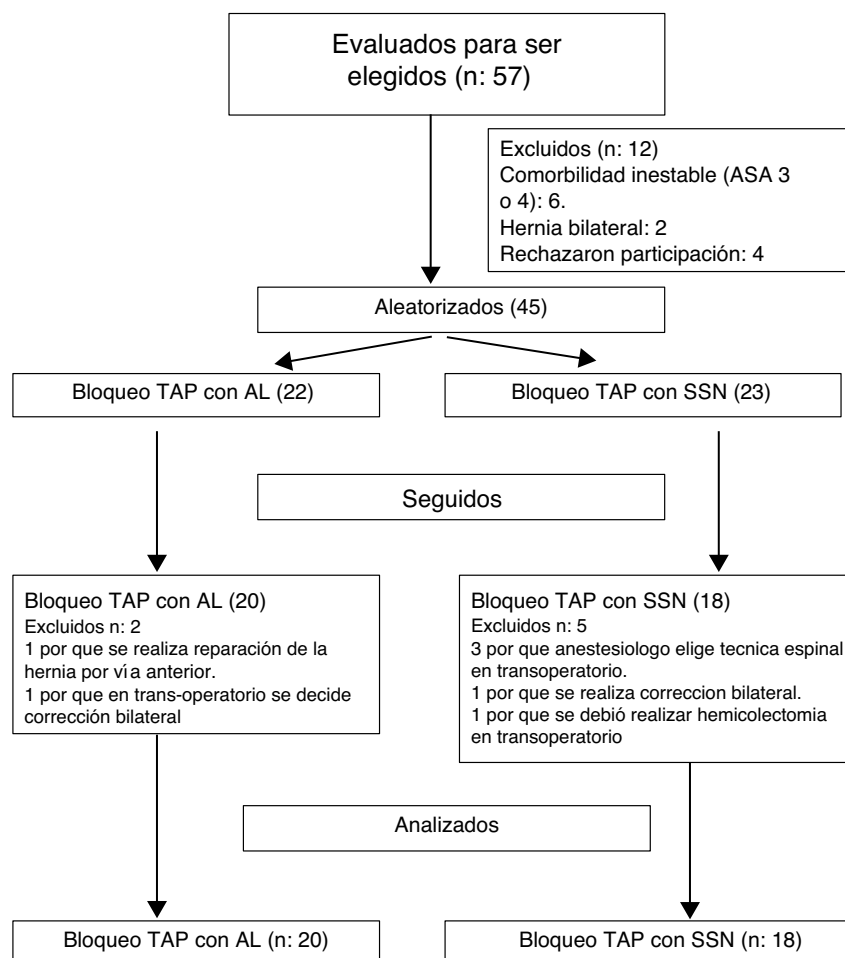 Evaluados para ser
elegidos (n: 57)
Excluidos (n: 12)
Comorbilidad inestable (ASA 3
o 4): 6.
Hernia bilateral: 2
Rechazaron participación: 4
Aleatorizados (45)
Bloqueo TAP con AL (22)
Bloqueo TAP con SSN (23)
Seguidos
Bloqueo TAP con AL (20)
Excluidos n: 2
1 por que se realiza reparación de la
hernia por vía anterior.
1 por que en trans-operatorio se decide
corrección bilateral
Bloqueo TAP con SSN (18)
Excluidos n: 5
3 por que anestesiologo elige tecnica espinal
en transoperatorio.
1 por que se realiza correccion bilateral.
1 por que se debió realizar hemicolectomia
en transoperatorio
Analizados
Bloqueo TAP con AL (n: 20)
Bloqueo TAP con SSN (n: 18)